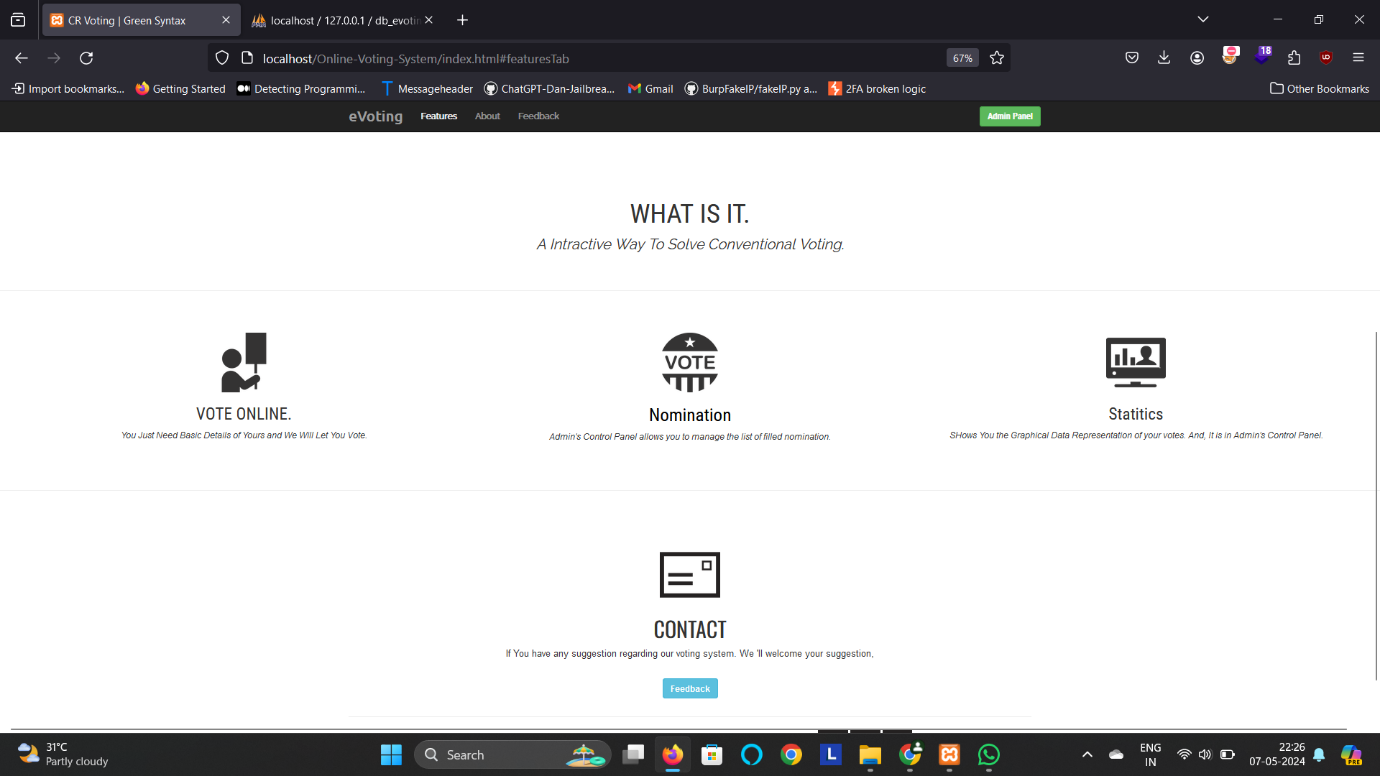 CR Voting | Green Syntax
localhost / 127.0.0.1 / db_evotin
localhost/Online-Voting-System/index.html#featuresTab
67%
18
Import bookmarks...
Getting Started
Detecting Programmi...
Messageheader
ChatGPT-Dan-Jailbrea...
Gmail
BurpFakeIP/fakeIP.py a...
2FA broken logic
Other Bookmarks
eVoting
Features
About
Feedback
Admin Panel
WHAT IS IT.
A Intractive Way To Solve Conventional Voting.
VOTE
VOTE ONLINE.
Nomination
Statitics
You Just Need Basic Details of Yours and We Will Let You Vote.
Admin's Control Panel allows you to manage the list of filled nomination.
SHows You the Graphical Data Representation of your votes. And, It is in Admin's Control Panel.
CONTACT
If You have any suggestion regarding our voting system. We 'll welcome your suggestion,
Feedback
31°C
Partly cloudy
Search
L
ENG
IN
22:26
07-05-2024
PRE